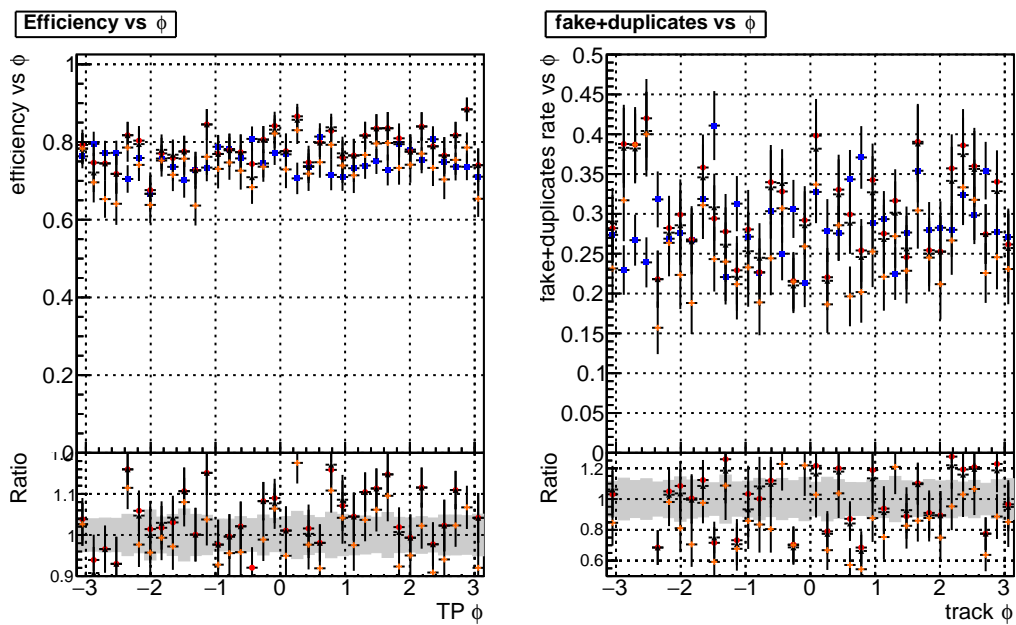 Efficiency vs ϕ
efficiency vs ϕ
1
0.8
0.6
0.4
0.2
0
Ratio
1.1
1.0
0.9
−3 −2 −1 0 1 2 3
TP ϕ
fake+duplicates vs ϕ
fake+duplicates rate vs ϕ
0.5
0.45
0.4
0.35
0.3
0.25
0.2
0.15
0.1
0.05
0
Ratio
1.2
1
0.8
0.6
−3 −2 −1 0 1 2 3
track ϕ